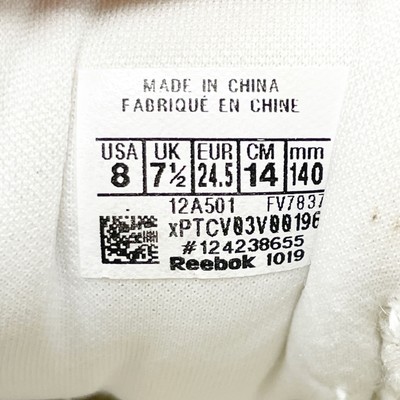 MADE IN CHINA
FABRIQUÉ EN CHINE
USA UK EUR CM mm
8 7½ 24.5 14 140
12A501 FV7837
xPTCV03V00196
#124238655
Reebok 1019